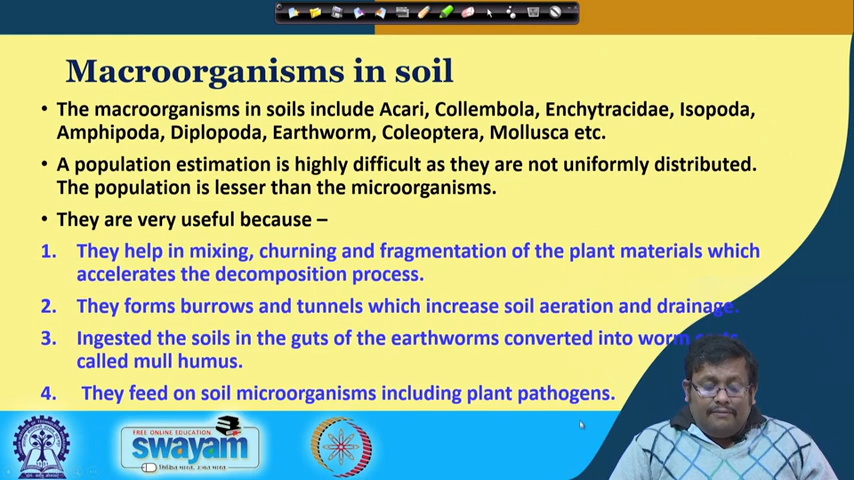 Macroorganisms in soil
• The macroorganisms in soils include Acari, Collembola, Enchytracidae, Isopoda,
Amphipoda, Diplopoda, Earthworm, Coleoptera, Mollusca etc.
• A population estimation is highly difficult as they are not uniformly distributed.
The population is lesser than the microorganisms.
• They are very useful because –
1. They help in mixing, churning and fragmentation of the plant materials which
accelerates the decomposition process.
2. They forms burrows and tunnels which increase soil aeration and drainage.
3. Ingested the soils in the guts of the earthworms converted into worm
called mull humus.
4. They feed on soil microorganisms including plant pathogens.
FREE ONLINE EDUCATION
swayam